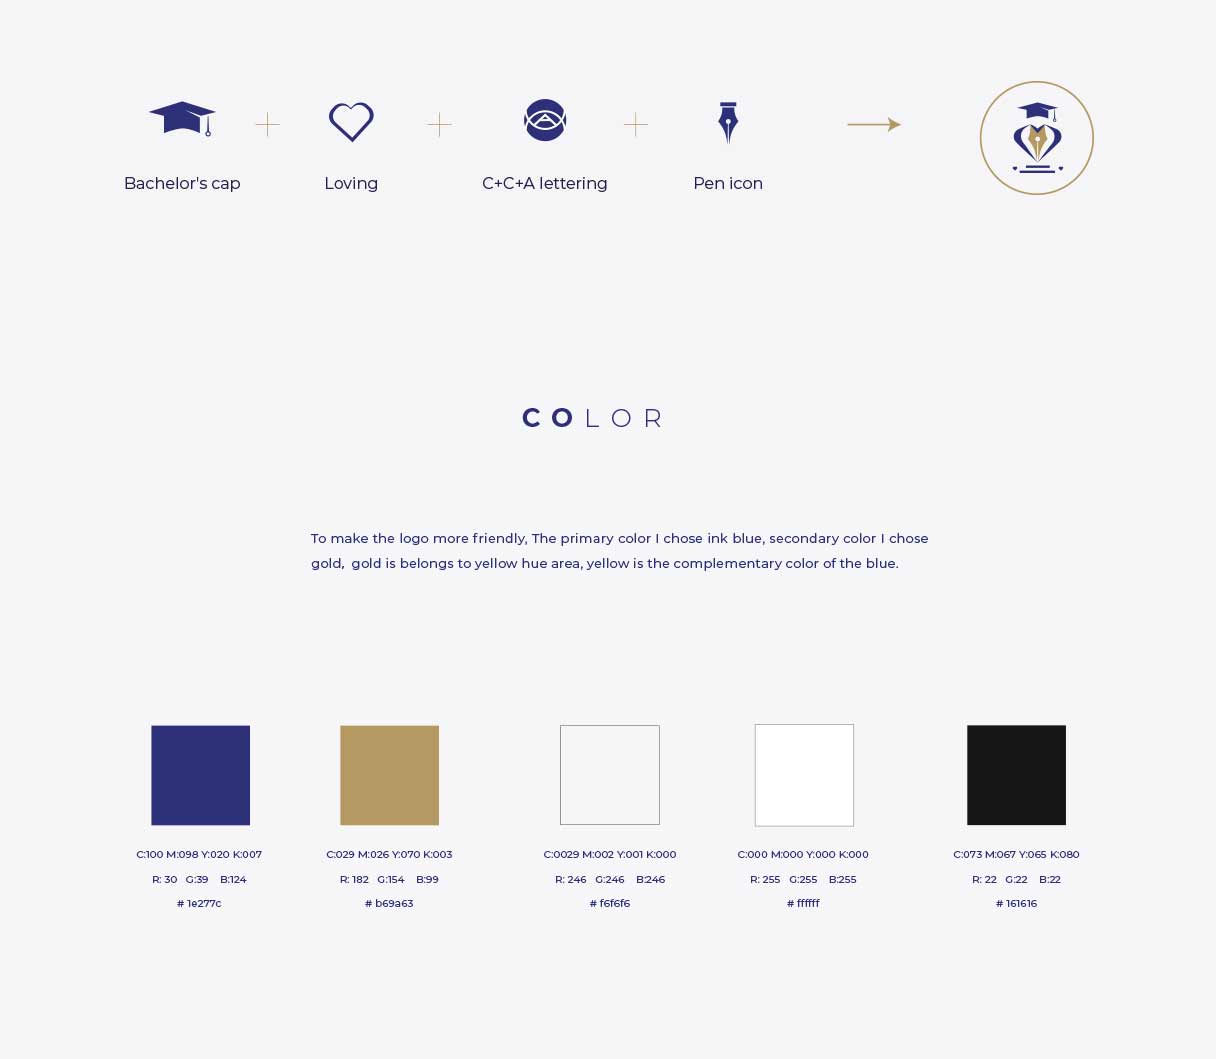 Bachelor's cap
Loving
C+C+A lettering
Pen icon
COLOR
To make the logo more friendly, The primary color I chose ink blue, secondary color I chose
gold,  gold is belongs to yellow hue area, yellow is the complementary color of the blue.
C:100 M:098 Y:020 K:007
R: 30 G:39 B:124
# 1e277c
C:029 M:026 Y:070 K:003
R: 182 G:154 B:99
# b69a63
C:0029 M:002 Y:001 K:000
R: 246 G:246 B:246
# f6f6f6
C:000 M:000 Y:000 K:000
R: 255 G:255 B:255
# ffffff
C:073 M:067 Y:065 K:080
R: 22 G:22 B:22
# 161616